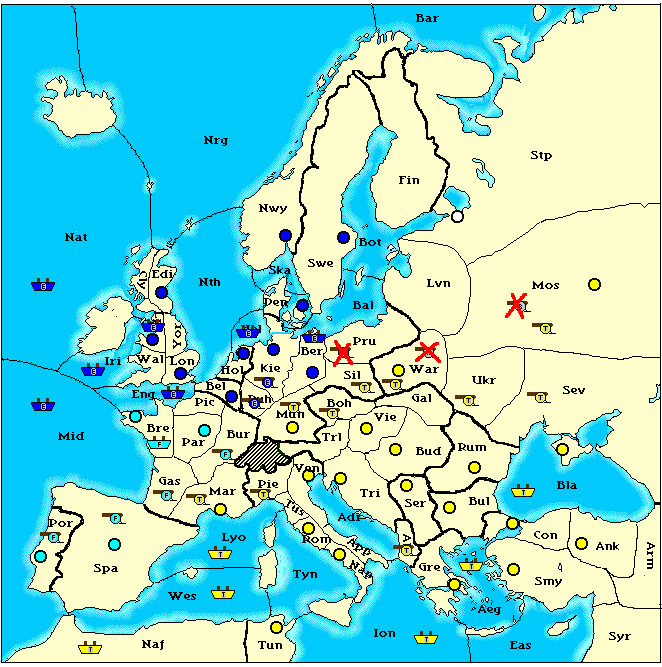 Bar
Nrg
Stp
Fin
Nwy
Nat
Bot
Swe
Ska
Edi
Cly
Nth
Lvn
Mos
Den
Bal
Yor
Pru
Iri
Wal
Lon
Hol
Kie
Ber
War
Sil
Ukr
Eng
Bel
Ruh
Sev
Pic
Mun
Boh
Gal
Mid
Bre
Par
Bur
Trl
Vie
Bud
Rum
Gas
Mar
Pie
Ven
Tri
Ser
Bul
Bla
Por
Lyo
Tus
Adr
Rom
App
Nap
Con
Ank
Arm
Spa
Tyn
Gre
Smy
Wes
Aeg
Naf
Tun
Ion
Eas
Syr